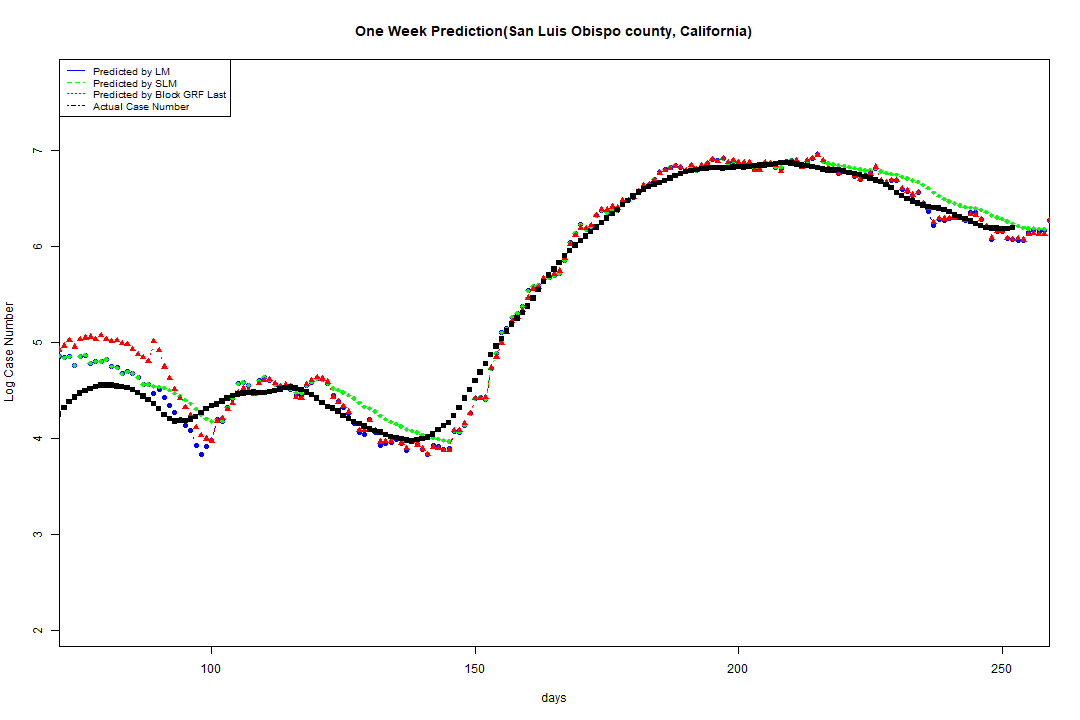 One Week Prediction(San Luis Obispo county, California)
Predicted by LM
Predicted by SLM
Predicted by Block GRF Last
Actual Case Number
7
6
5
4
3
2
Log Case Number
100 150 200 250
days